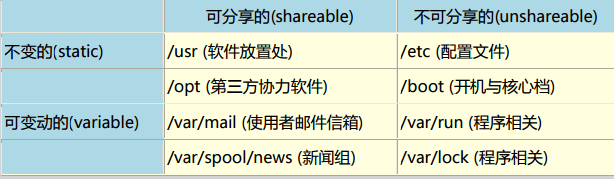 可分享的(shareable) 不可分享的(unshareable)
不变的(static) /usr (软件放置处) /etc (配置文件)
/opt (第三方协力软件) /boot (开机与核心档)
可变动的(variable) /var/mail (使用者邮件信箱) /var/run (程序相关)
/var/spool/news (新闻组) /var/lock (程序相关)